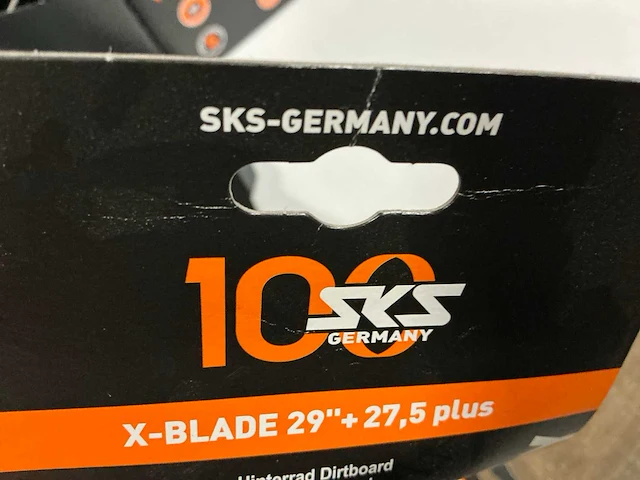 SKS-GERMANY.COM
100
SKS
GERMANY
X-BLADE 29"+ 27,5 plus
Hinterrad Dirtboard